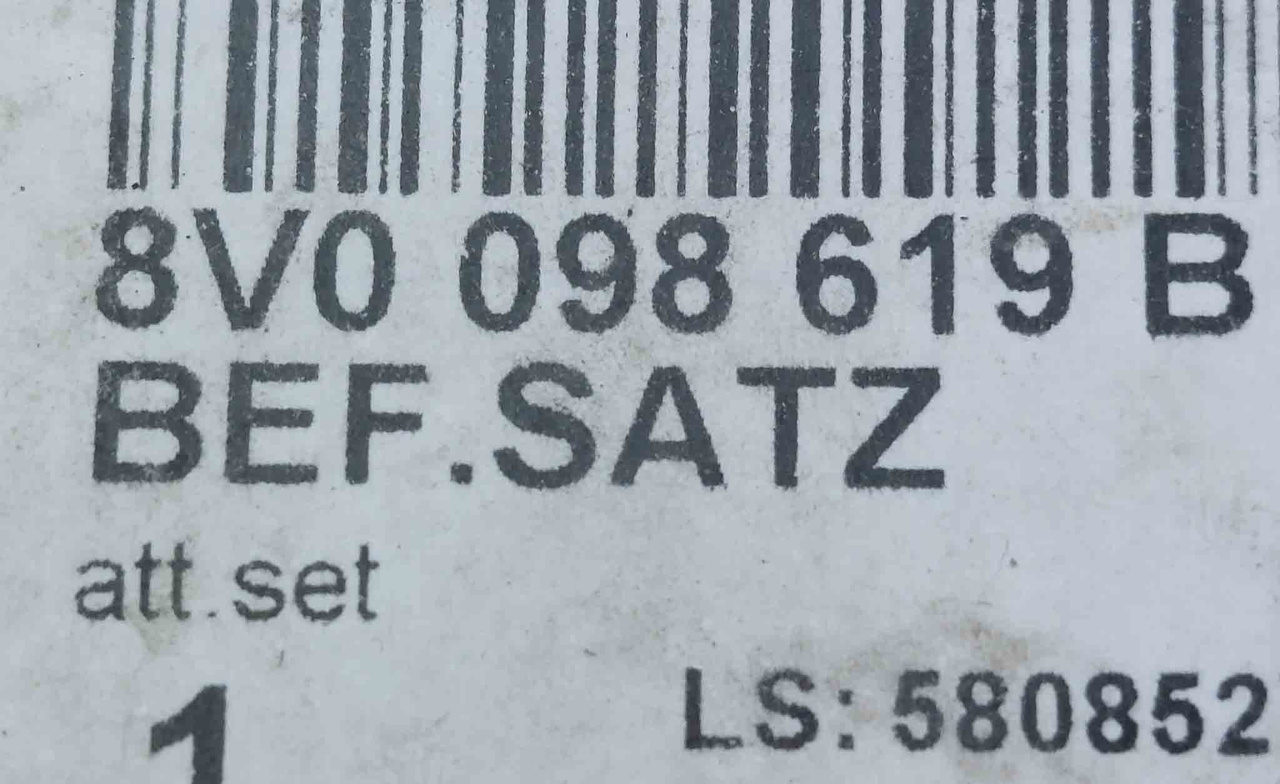 8V0 098 619 B
BEF.SATZ
att.set
1
LS: 580852